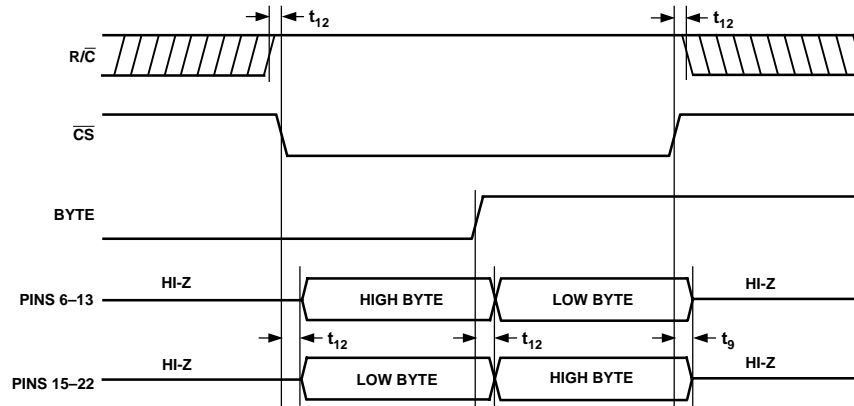 t12 t12
R/C̅
C̅S̅
BYTE
HI-Z HI-Z
PINS 6–13 HIGH BYTE LOW BYTE
t12 t12 t9
HI-Z HI-Z
PINS 15–22 LOW BYTE HIGH BYTE